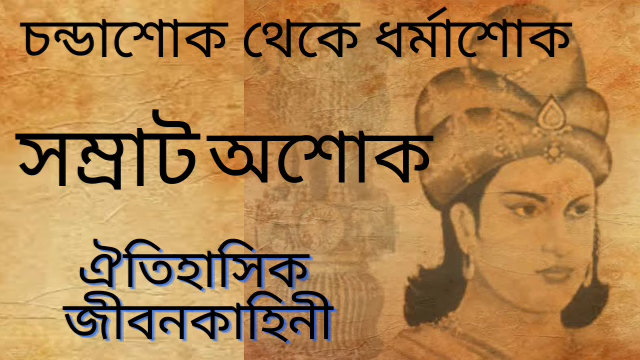 চন্ডাশোক থেকে ধর্মাশোক
সম্রাট অশোক
ঐতিহাসিক
জীবনকাহিনী